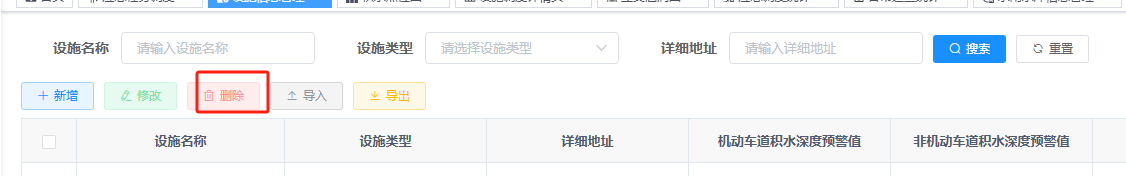 设施名称 请输入设施名称 设施类型 请选择设施类型 详细地址 请输入详细地址 搜索 重置
新增 修改 删除 导入 导出
设施名称 设施类型 详细地址 机动车道积水深度预警值 非机动车道积水深度预警值